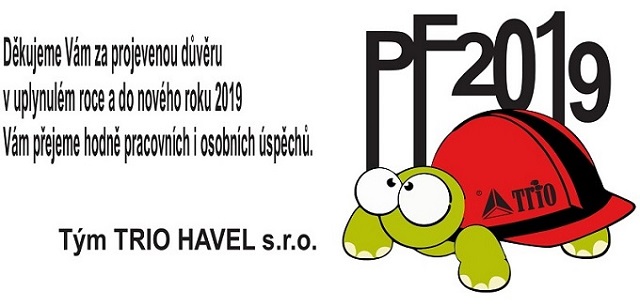 Děkujeme Vám za projevenou důvěru
v uplynulém roce a do nového roku 2019
Vám přejeme hodně pracovních i osobních úspěchů.
Tým TRIO HAVEL s.r.o.
PF2019
© TRIO